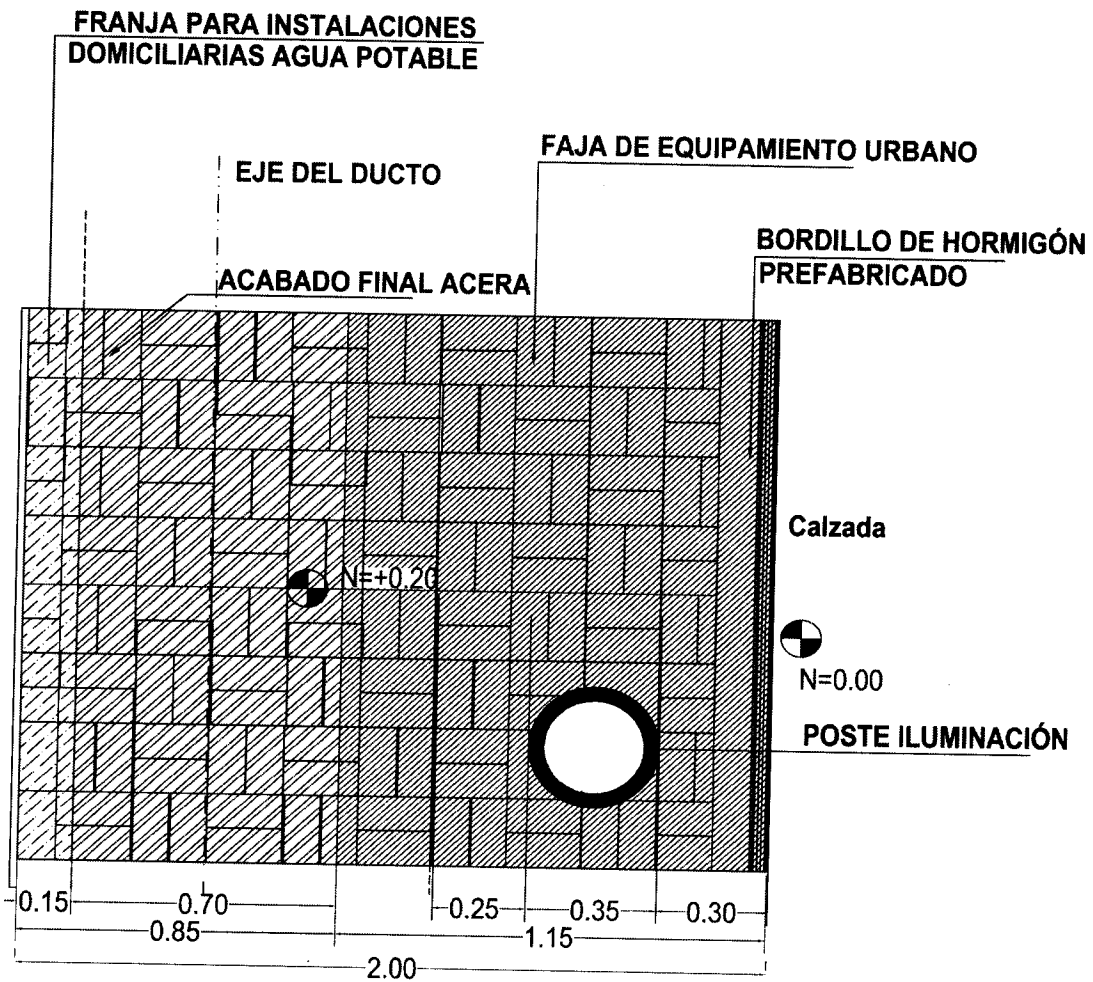 FRANJA PARA INSTALACIONES
DOMICILIARIAS AGUA POTABLE
EJE DEL DUCTO
FAJA DE EQUIPAMIENTO URBANO
BORDILLO DE HORMIGÓN
PREFABRICADO
ACABADO FINAL ACERA
Calzada
N=+0.20
N=0.00
POSTE ILUMINACIÓN
0.15
0.70
0.25
0.35
0.30
0.85
1.15
2.00